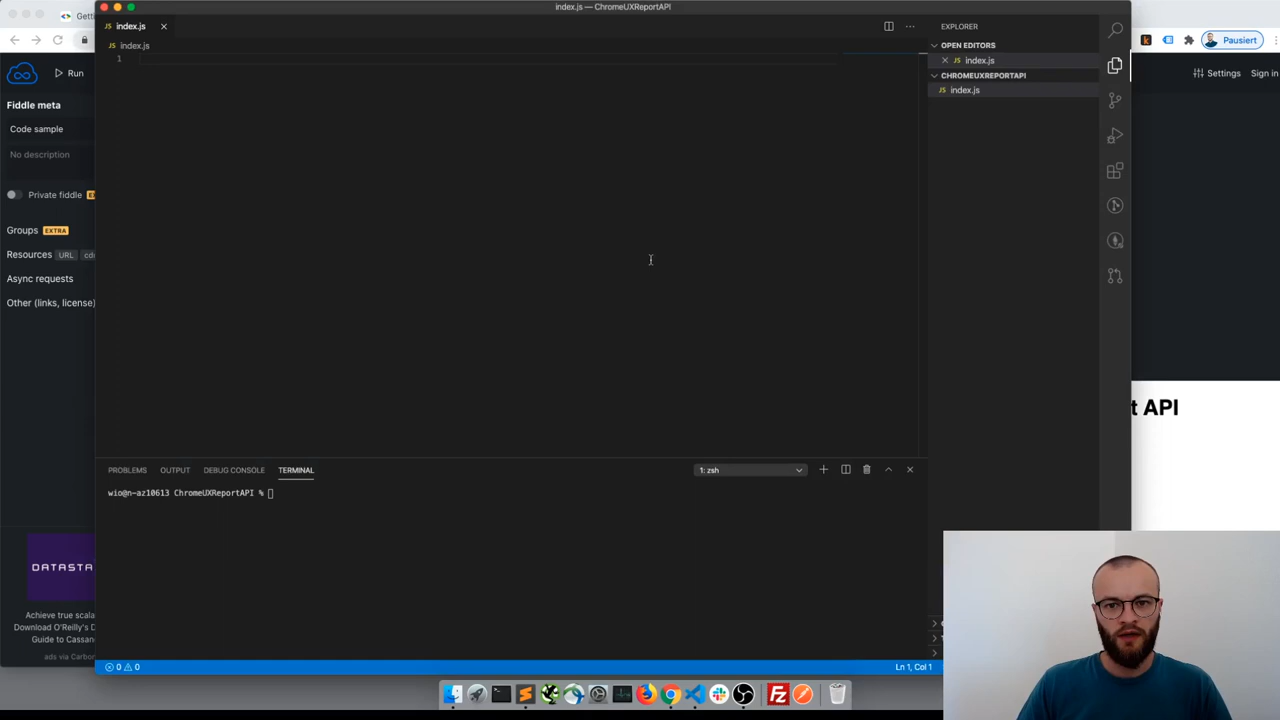 index.js — ChromeUXReportAPI
Getti
index.js
index.js
1
Run
Fiddle meta
Code sample
No description
Private fiddle
Groups EXTRA
Resources URL
Async requests
Other (links, license)
DATASTA
Achieve true scala
Download O'Reilly's D
Guide to Cassand
ads via Carbon
EXPLORER
OPEN EDITORS
index.js
CHROMEUXREPORTAPI
index.js
Pausiert
Settings
Sign in
t API
PROBLEMS OUTPUT DEBUG CONSOLE TERMINAL
1: zsh
wio@n-az10613 ChromeUXReportAPI %
0 0
Ln 1, Col 1